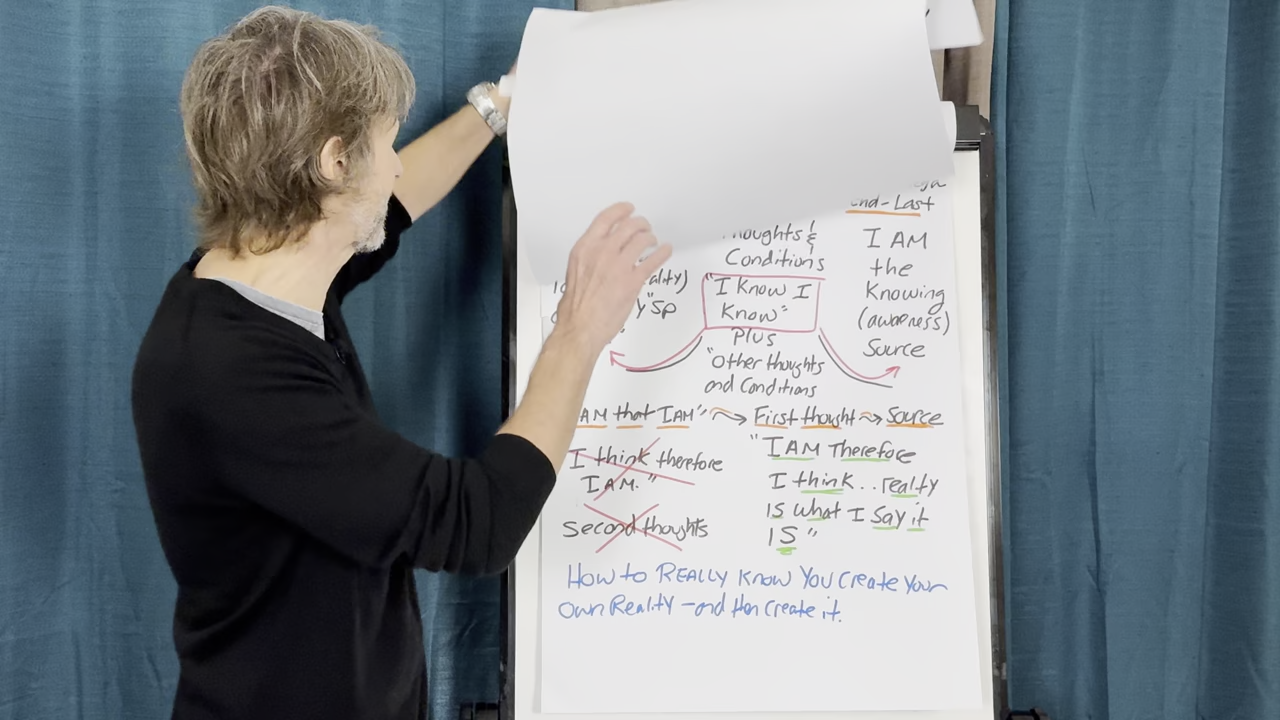 End-Last
thoughts &
Conditions
"I Know I
Know"
Plus
"Other thoughts
and Conditions
I AM
the
Knowing
(awareness)
Source
AM that I AM" → First thought → Source
I think therefore
I AM."
Second thoughts
"I AM Therefore
I think.. reality
is what I Say it
IS"
How to REALLY Know You Create Your
Own Reality - and then Create it.